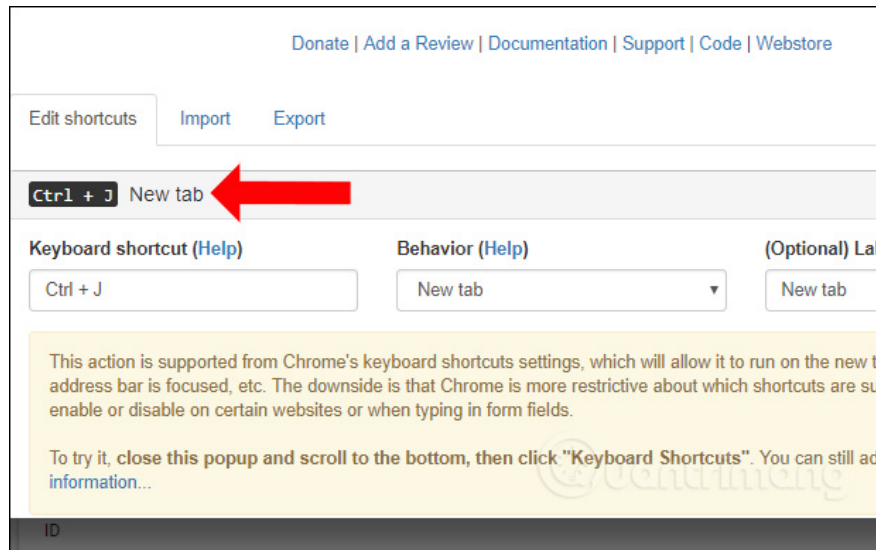 Donate | Add a Review | Documentation | Support | Code | Webstore
Edit shortcuts Import Export
Ctrl + J New tab
Keyboard shortcut (Help) Behavior (Help) (Optional)
Ctrl + J New tab New tab
This action is supported from Chrome's keyboard shortcuts settings, which will allow it to run on the new
address bar is focused, etc. The downside is that Chrome is more restrictive about which shortcuts are
enable or disable on certain websites or when typing in form fields.
To try it, close this popup and scroll to the bottom, then click "Keyboard Shortcuts". You can still
information...
Quantrimang
ID